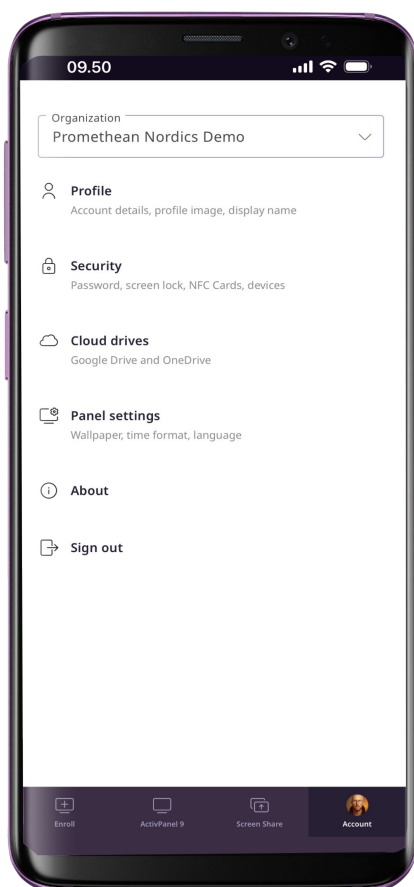 09.50
Organization
Promethean Nordics Demo
Profile
Account details, profile image, display name
Security
Password, screen lock, NFC Cards, devices
Cloud drives
Google Drive and OneDrive
Panel settings
Wallpaper, time format, language
About
Sign out
Enroll
ActivPanel 9
Screen Share
Account